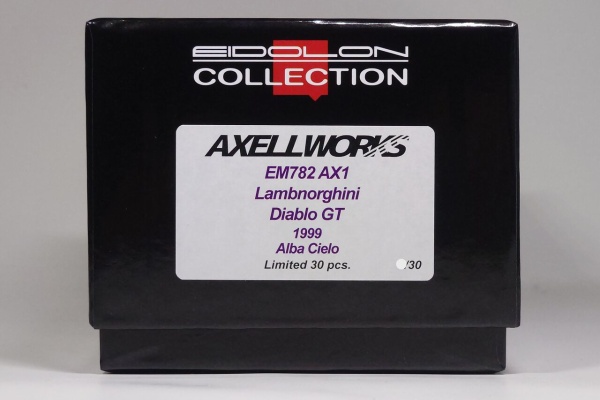 EIDOLON
COLLECTION
AXELLWORKS
EM782 AX1
Lambnorghini
Diablo GT
1999
Alba Cielo
Limited 30 pcs. /30